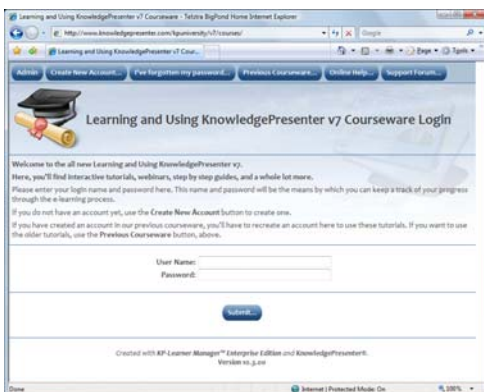 Learning and Using KnowledgePresenter v7 Courseware - Telstra BigPond Home Internet Explorer
http://www.knowledgepresenter.com/kpuniversity/v7/courses/
Google
Learning and Using KnowledgePresenter v7 Cour...
Page
Tools
Admin
Create New Account...
I've forgotten my password...
Previous Courseware...
Online Help...
Support Forum...
Learning and Using KnowledgePresenter v7 Courseware Login
Welcome to the all new Learning and Using KnowledgePresenter v7.
Here, you'll find interactive tutorials, webinars, step by step guides, and a whole lot more.
Please enter your login name and password here. This name and password will be the means by which you can keep a track of your progress
through the e-learning process.
If you do not have an account yet, use the Create New Account button to create one.
If you have created an account in our previous courseware, you'll have to recreate an account here to use these tutorials. If you want to use
the older tutorials, use the Previous Courseware button, above.
User Name:
Password:
Submit...
Created with KP-Learner Manager™ Enterprise Edition and KnowledgePresenter®.
Done
Internet | Protected Mode: On
100%